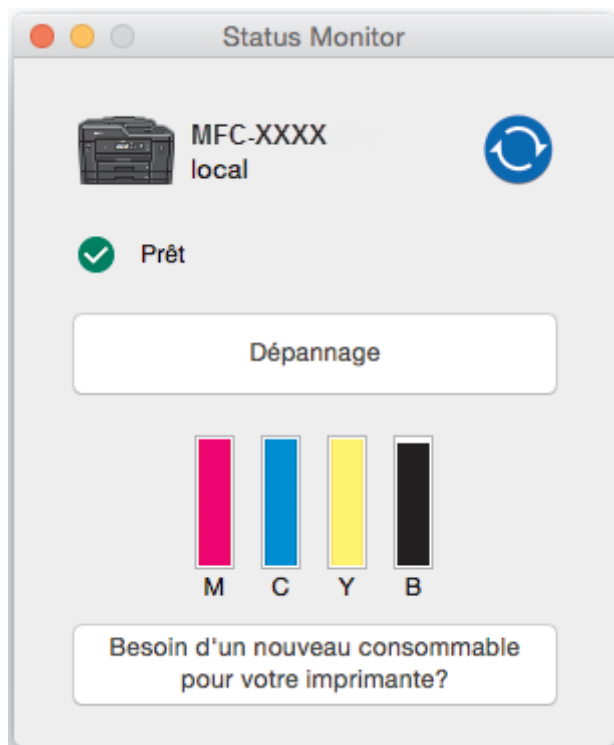 Status Monitor
MFC-XXXX
local
Prêt
Dépannage
M C Y B
Besoin d'un nouveau consommable
pour votre imprimante?